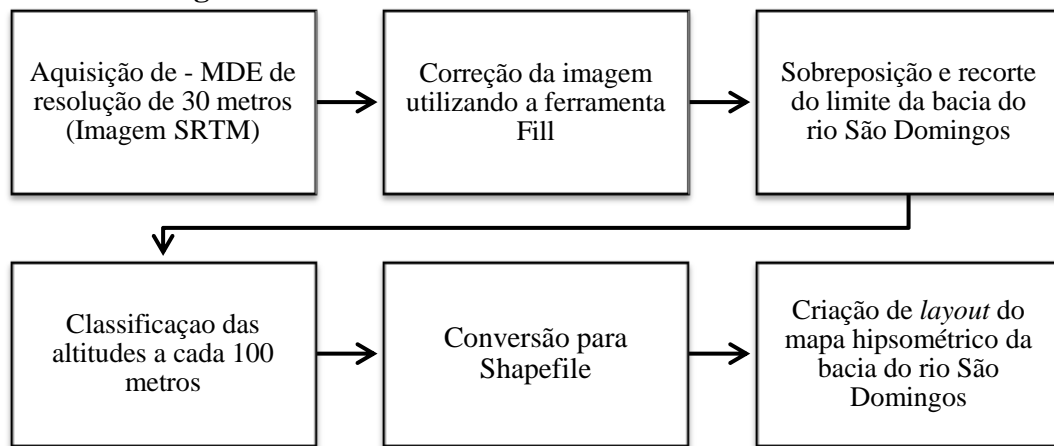 Aquisição de - MDE de
resolução de 30 metros
(Imagem SRTM)
Correção da imagem
utilizando a ferramenta
Fill
Sobreposição e recorte
do limite da bacia do
rio São Domingos
Classificaçao das
altitudes a cada 100
metros
Conversão para
Shapefile
Criação de layout do
mapa hipsométrico da
bacia do rio São
Domingos